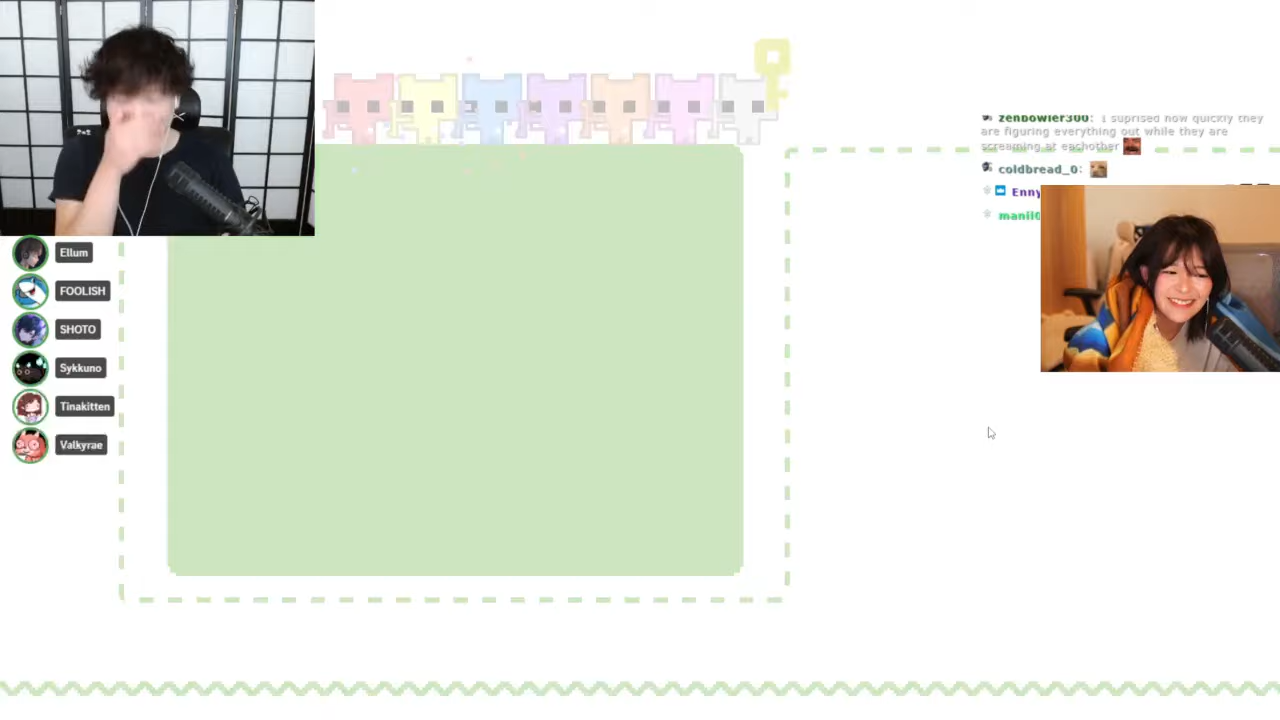 zenbowler300: I suprised how quickly they
are figuring everything out while they are
screaming at eachother
coldbread_0:
Enny
manil
Ellum
FOOLISH
SHOTO
Sykkuno
Tinakitten
Valkyrae